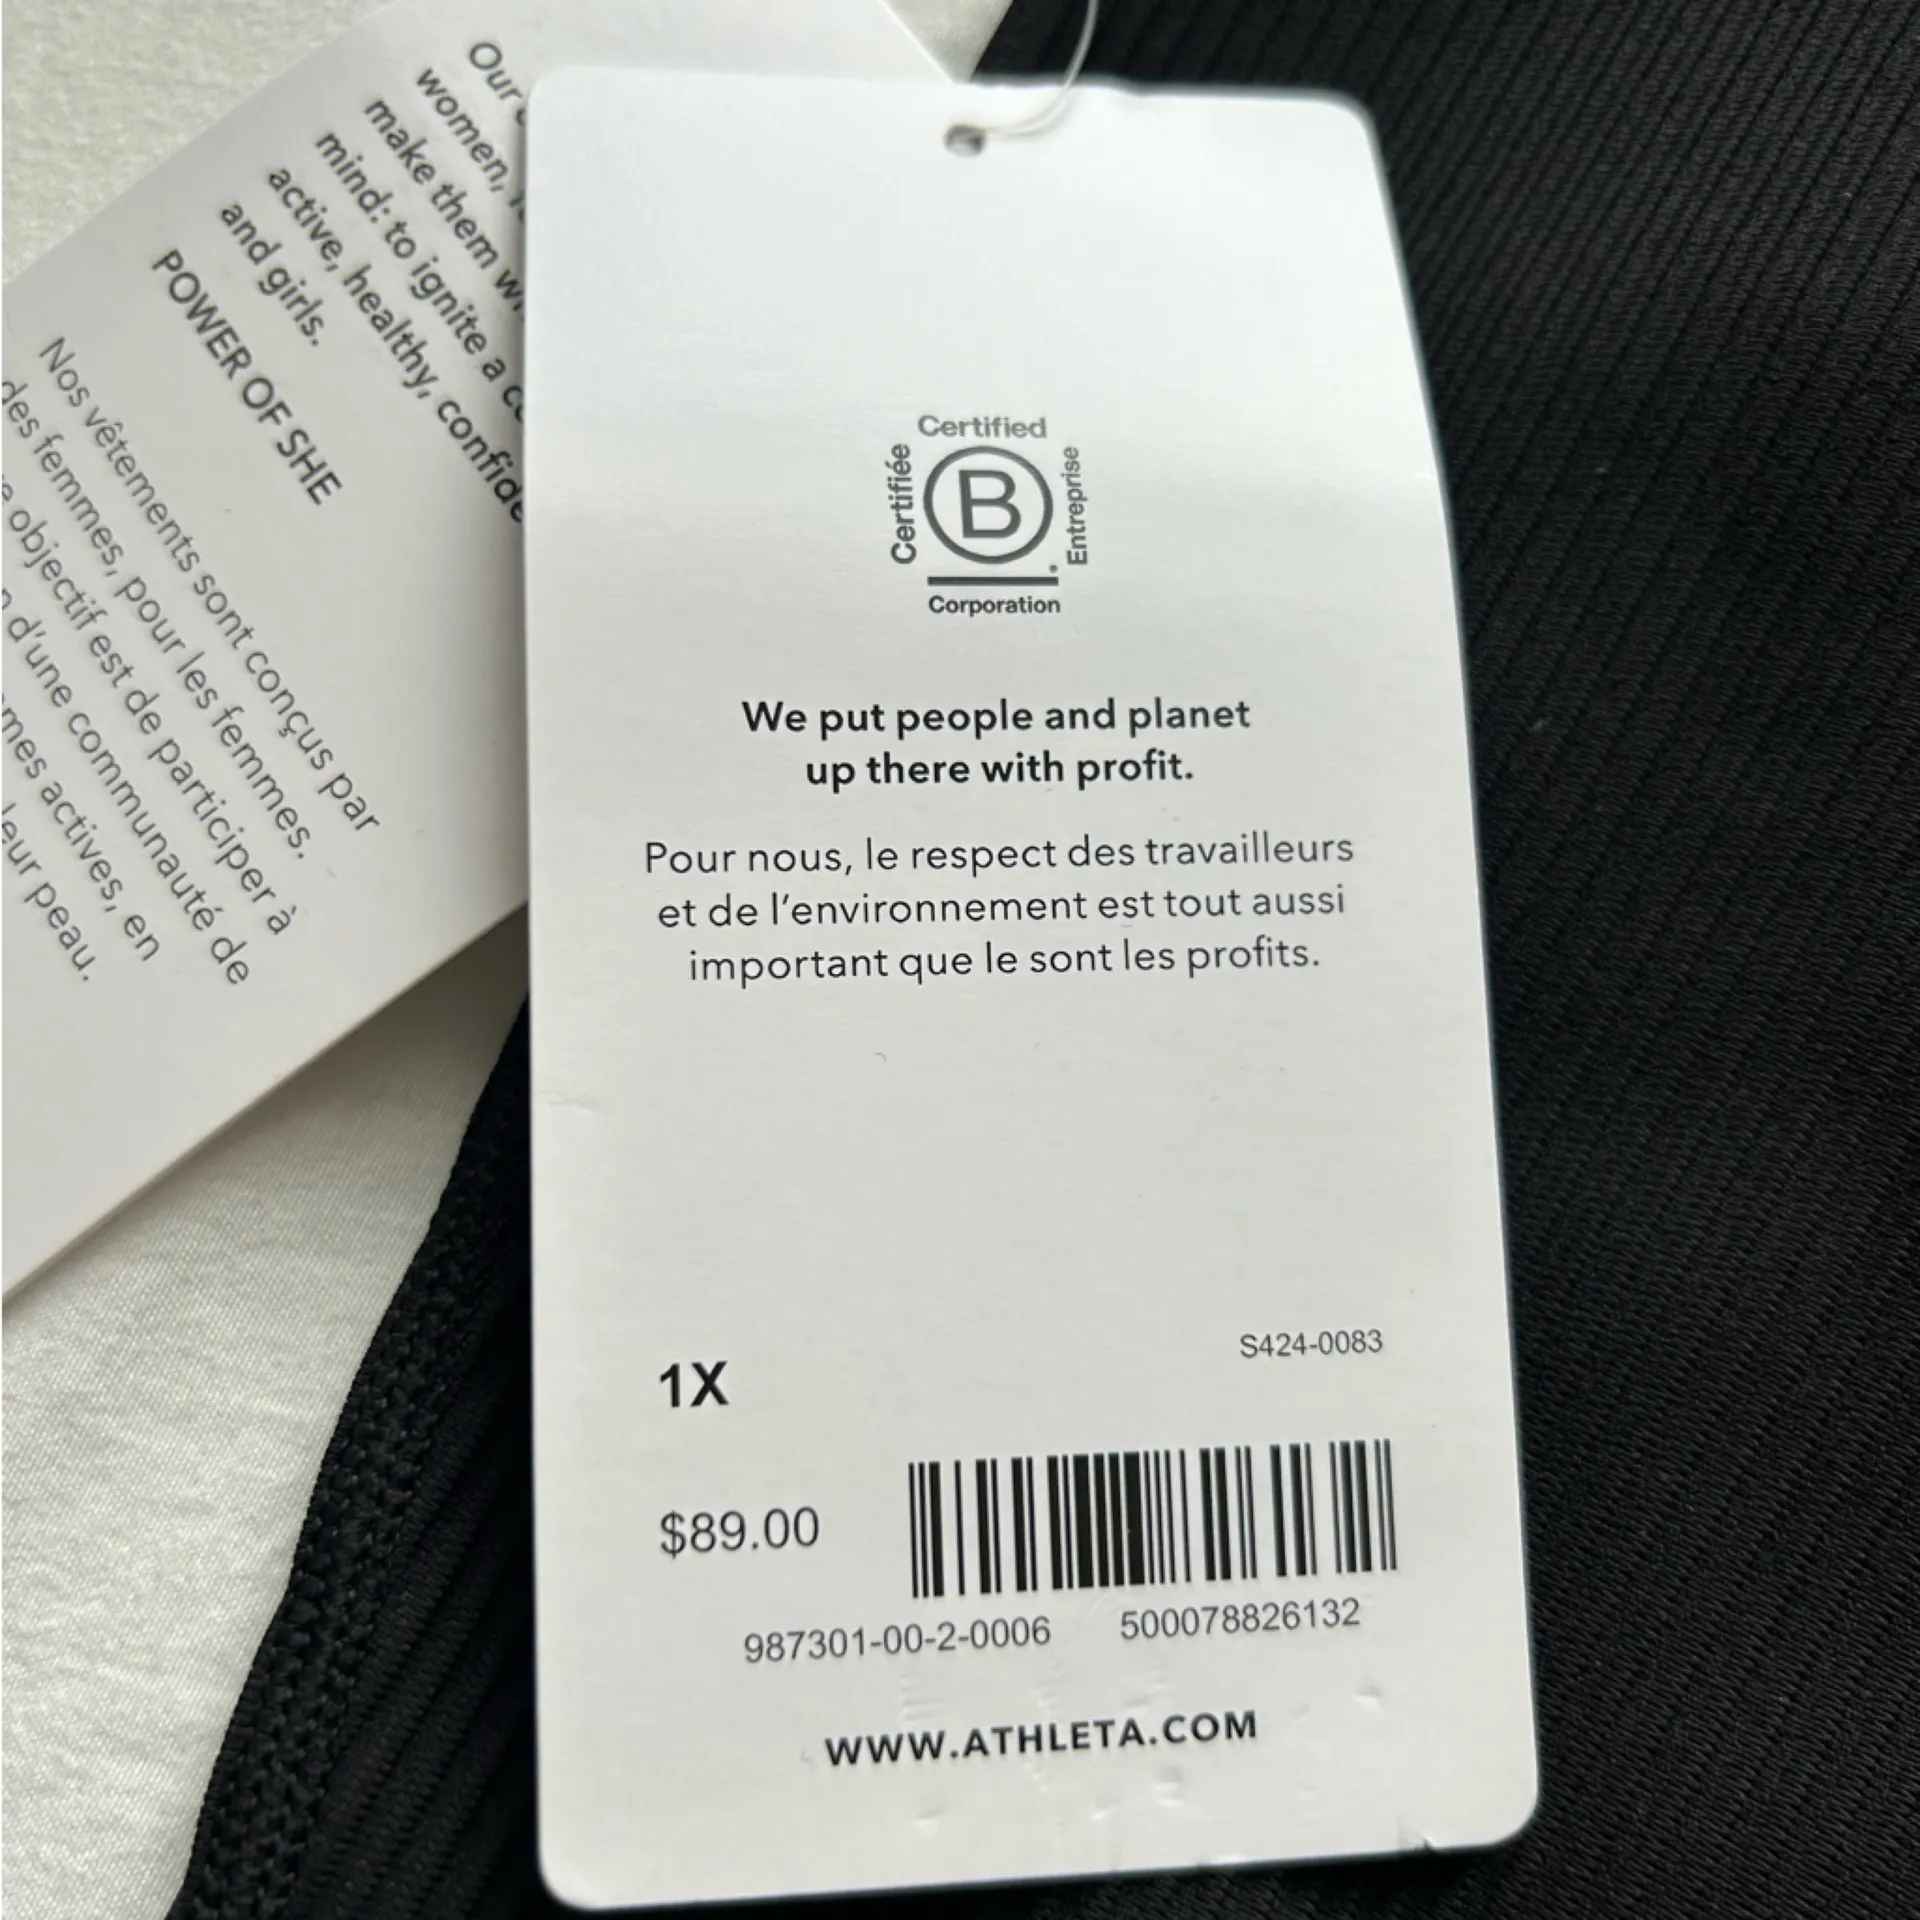 Our
women,
make them
mind: to ignite a
active, healthy,
and girls.
POWER OF SHE
Nos vêtements sont conçus par
des femmes, pour les femmes.
objectif est de participer à
d'une communauté de
actives, en
leur peau.
Certified
Certifiée
B
Entreprise
Corporation
We put people and planet
up there with profit.
Pour nous, le respect des travailleurs
et de l'environnement est tout aussi
important que le sont les profits.
S424-0083
1X
$89.00
987301-00-2-0006 500078826132
WWW.ATHLETA.COM